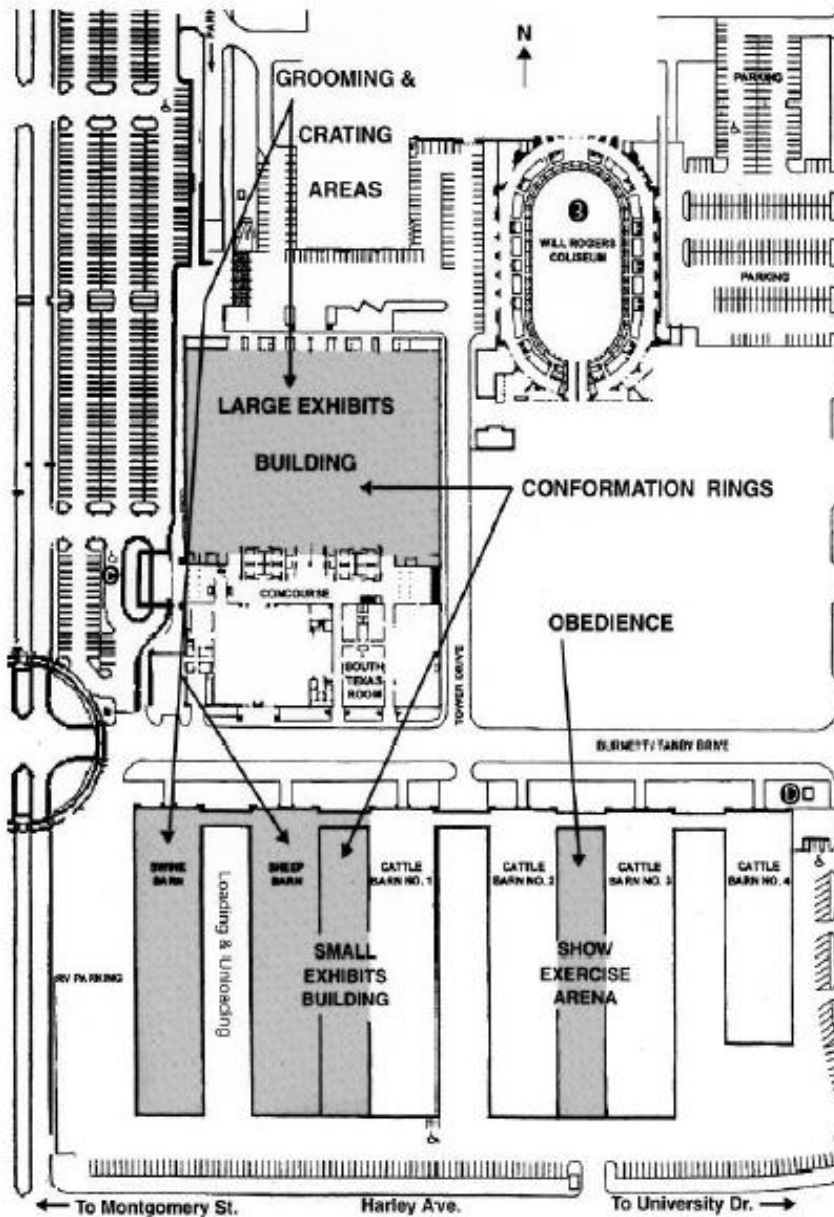 PARK
N
GROOMING &
CRATING
AREAS
PARKING
3
WILL ROGERS
COLISEUM
PARKING
LARGE EXHIBITS
BUILDING
CONFORMATION RINGS
COMCOURSE
OBEDIENCE
SOUTH
TEXAS
ROOM
TOWER DRIVE
BURNETT / TANDY DRIVE
SWINE
BARN
Loading & Unloading
SHEEP
BARN
CATTLE
BARN NO. 1
CATTLE
BARN NO. 2
CATTLE
BARN NO. 3
CATTLE
BARN NO. 4
SMALL
EXHIBITS
BUILDING
SHOW
EXERCISE
ARENA
RV PARKING
To Montgomery St.
Harley Ave.
To University Dr.